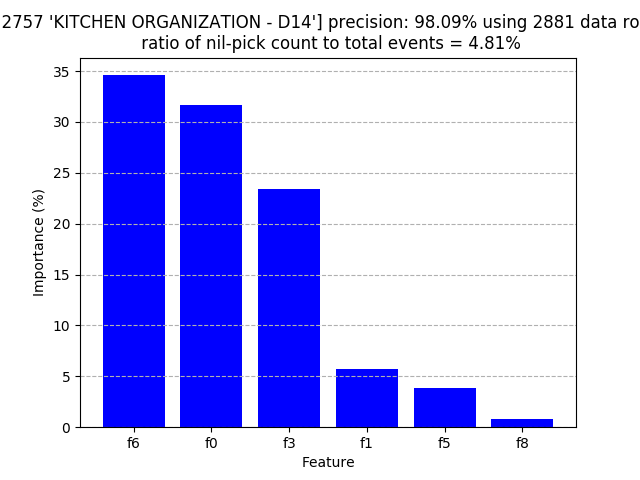 2757 'KITCHEN ORGANIZATION - D14'] precision: 98.09% using 2881 data ro
ratio of nil-pick count to total events = 4.81%
35
30
25
20
15
10
5
0
Importance (%)
f6 f0 f3 f1 f5 f8
Feature